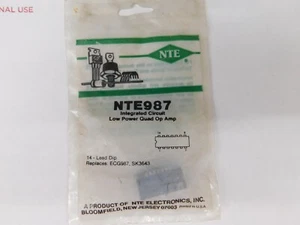 NAL USE
NTE
NTE987
Integrated Circuit
Low Power Quad Op Amp
14 - Lead Dip
Replaces ECG987, SK3643
A PRODUCT OF NTE ELECTRONICS, INC.
BLOOMFIELD, NEW JERSEY 07003